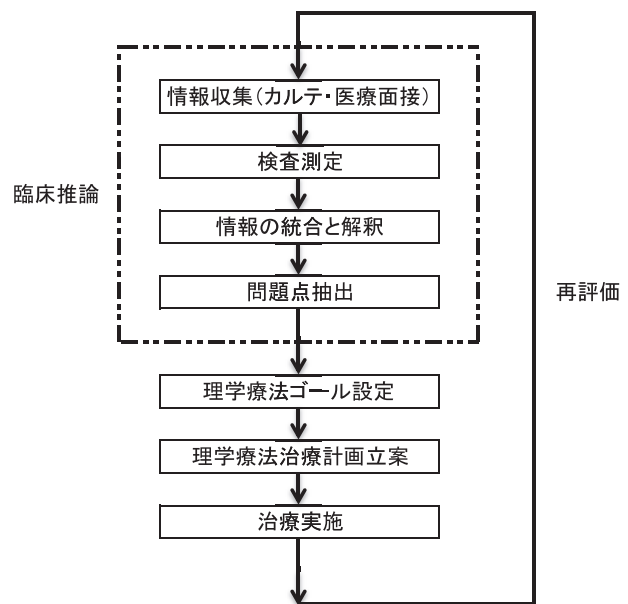 情報収集(カルテ・医療面接)
検査測定
臨床推論
情報の統合と解釈
問題点抽出
再評価
理学療法ゴール設定
理学療法治療計画立案
治療実施